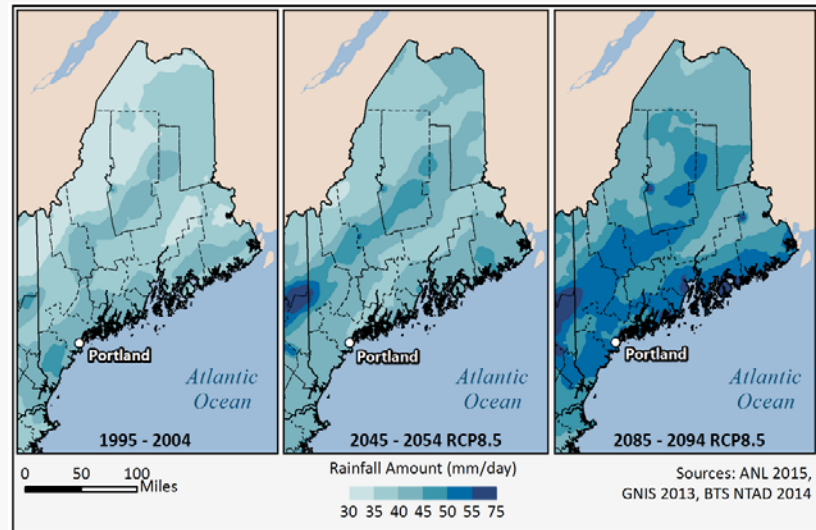 Portland
Atlantic
Ocean
1995 - 2004
Portland
Atlantic
Ocean
2045 - 2054 RCP8.5
Portland
Atlantic
Ocean
2085 - 2094 RCP8.5
0 50 100
Miles
Rainfall Amount (mm/day)
30 35 40 45 50 55 75
Sources: ANL 2015,
GNIS 2013, BTS NTAD 2014